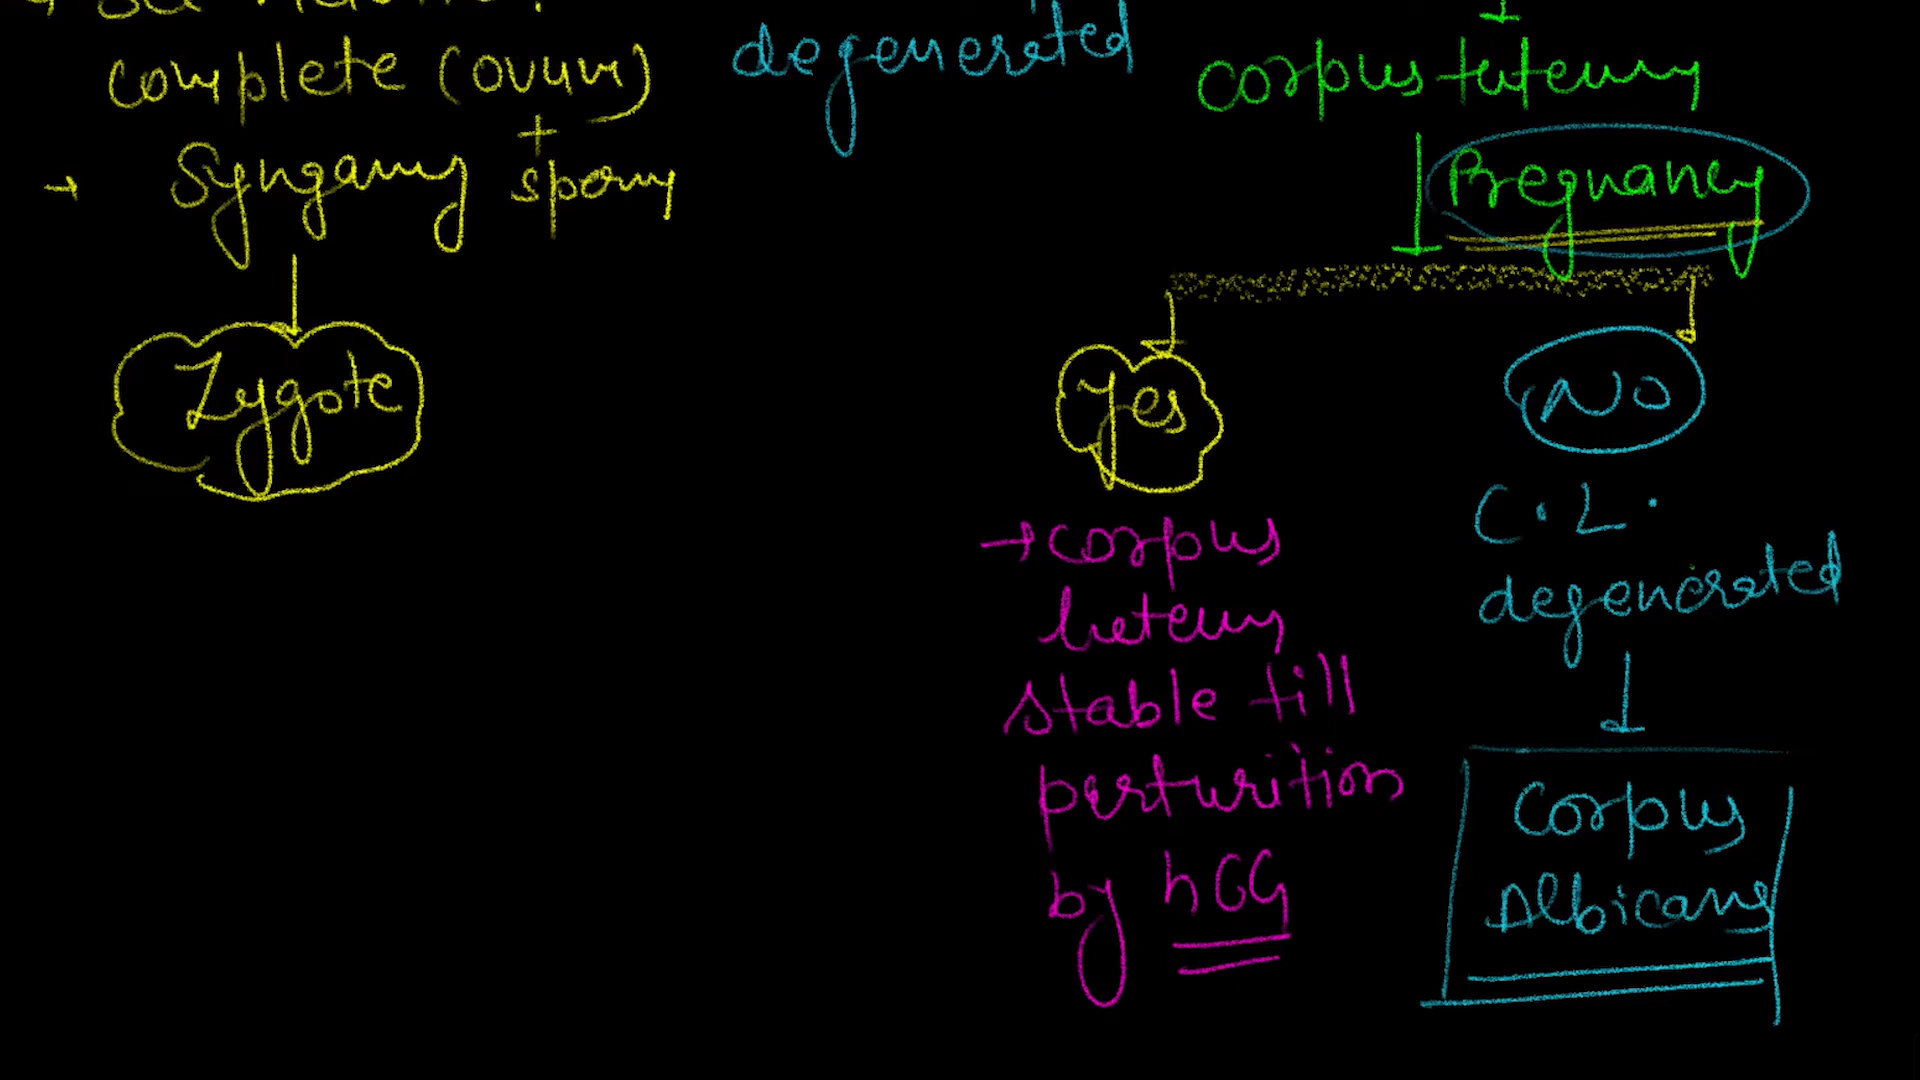 complete (ovum)
+
→ Syngamy sperm
Zygote
degenerated
corpus luteum
Pregnancy
Yes
→ corpus
luteum
stable till
parturition
by hCG
No
C.L.
degenerated
Corpus
Albicans